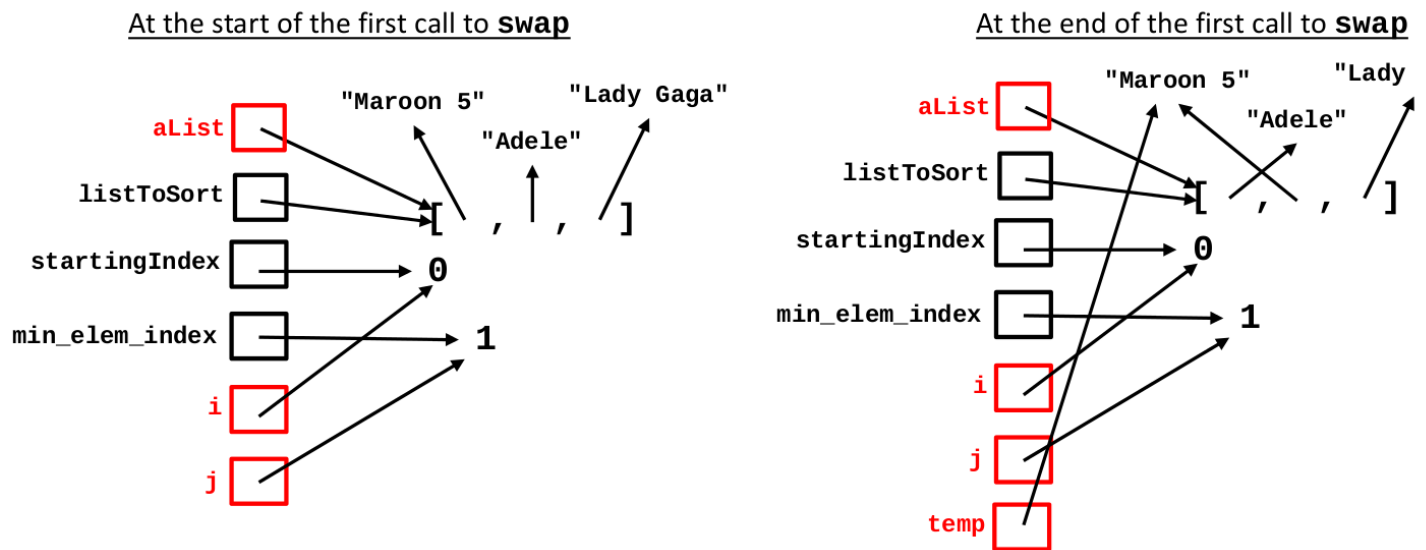 At the start of the first call to swap
"Maroon 5"
"Lady Gaga"
aList
"Adele"
listToSort
[ , , ]
startingIndex
0
min_elem_index
1
i
j
At the end of the first call to swap
"Maroon 5"
"Lady
aList
"Adele"
listToSort
[ , , ]
startingIndex
0
min_elem_index
1
i
j
temp